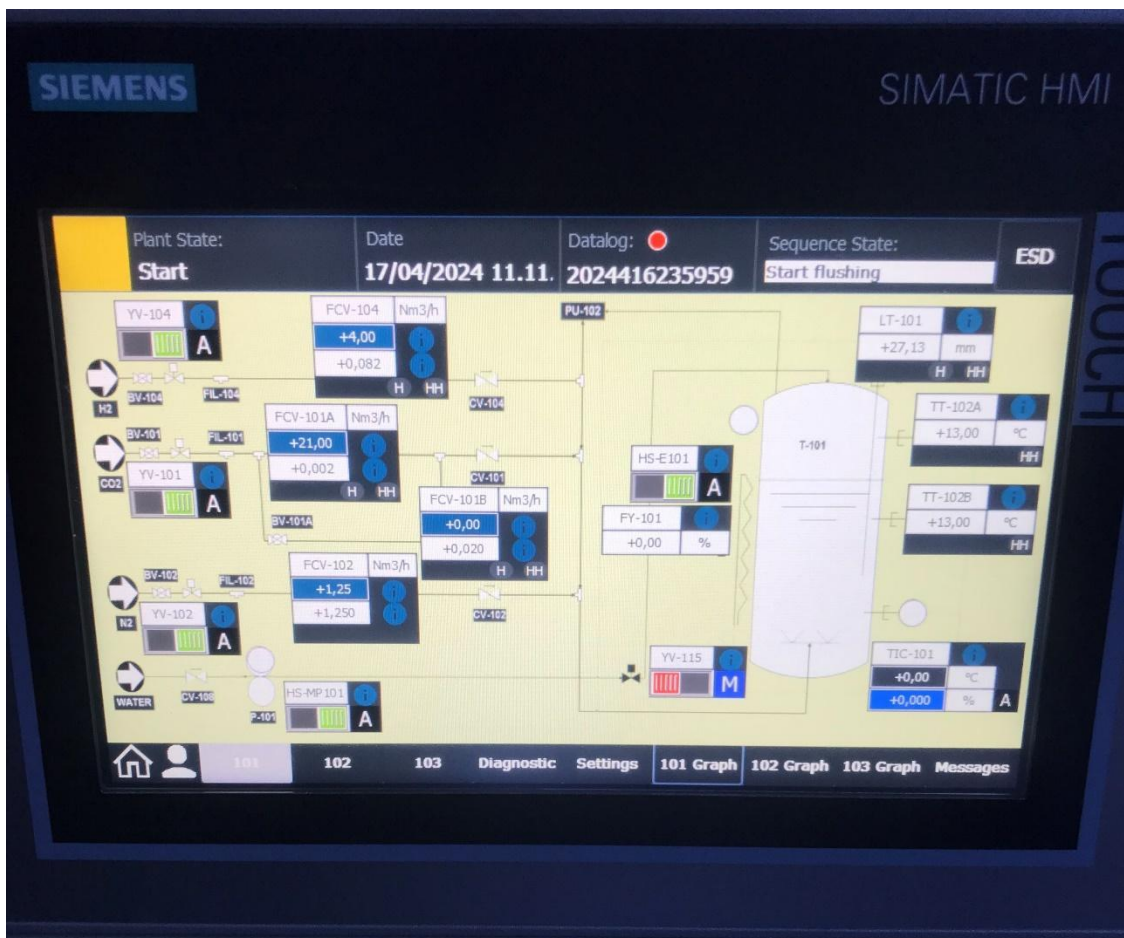 SIEMENS
SIMATIC HMI
TOUCH
Plant State:
Start
Date
17/04/2024 11.11.
Datalog:
2024416235959
Sequence State:
Start flushing
ESD
YV-104
i
A
FCV-104 Nm3/h
+4,00 i
+0,082 i
H HH
PU-102
LT-101 i
+27,13 mm
H HH
H2
BV-104
FIL-104
CV-104
FCV-101A Nm3/h
+21,00 i
+0,002 i
H HH
TT-102A i
+13,00 °C
HH
BV-101
FIL-101
CO2
YV-101 i
A
CV-101
T-101
HS-E101 i
A
FCV-101B Nm3/h
+0,00 i
+0,020 i
H HH
BV-101A
FY-101 i
+0,00 %
TT-102B i
+13,00 °C
HH
FCV-102 Nm3/h
+1,25 i
+1,250 i
BV-102
FIL-102
N2
YV-102 i
A
CV-102
YV-115 i
M
TIC-101 i
+0,00 °C
+0,000 % A
WATER
CV-108
P-101
HS-MP101 i
A
101 102 103 Diagnostic Settings 101 Graph 102 Graph 103 Graph Messages